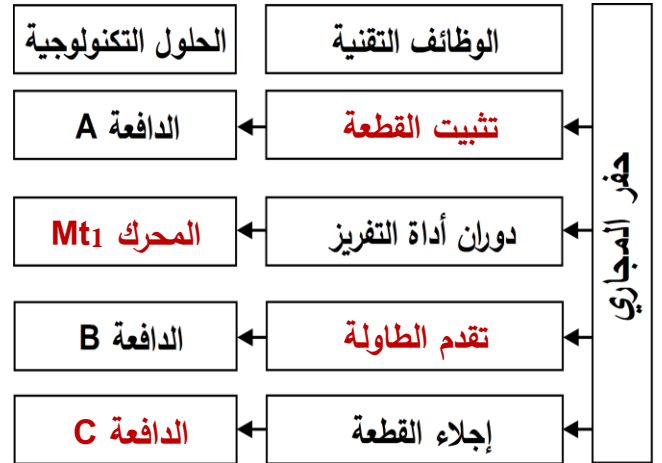 حفر المجاري
الوظائف التقنية
الحلول التكنولوجية
تثبيت القطعة
الدافعة A
دوران أداة التفريز
المحرك Mt1
تقدم الطاولة
الدافعة B
إجلاء القطعة
الدافعة C